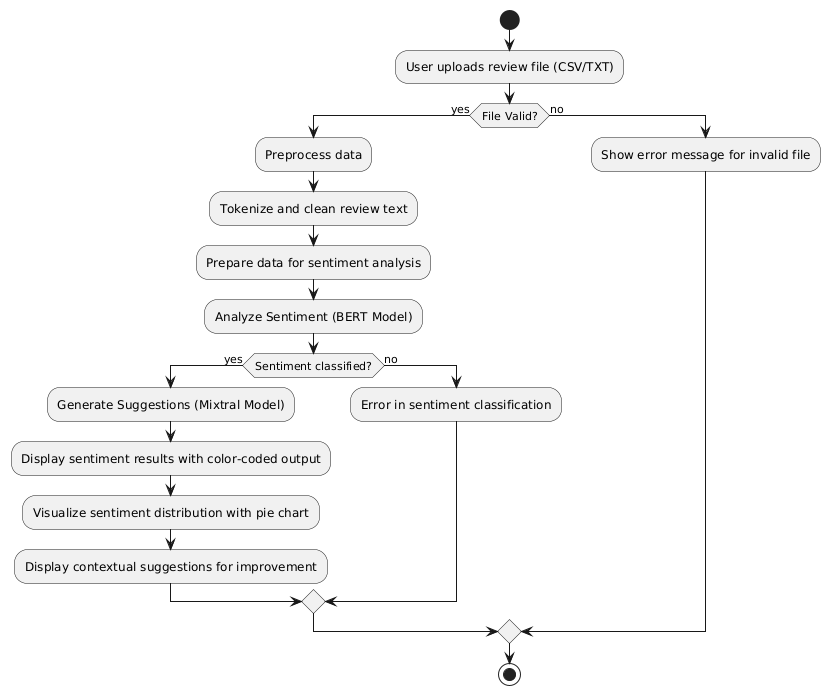 User uploads review file (CSV/TXT)
yes
File Valid?
no
Preprocess data
Show error message for invalid file
Tokenize and clean review text
Prepare data for sentiment analysis
Analyze Sentiment (BERT Model)
yes
Sentiment classified?
no
Generate Suggestions (Mixtral Model)
Error in sentiment classification
Display sentiment results with color-coded output
Visualize sentiment distribution with pie chart
Display contextual suggestions for improvement